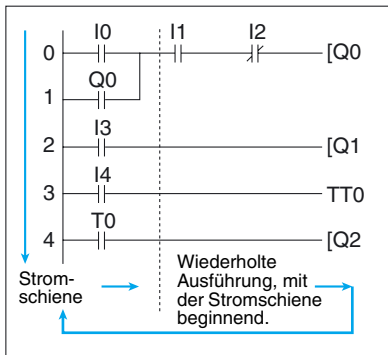 I0 I1 I2
0 [Q0
Q0
1
I3
2 [Q1
I4
3 TT0
T0
4 [Q2
Strom-
schiene
Wiederholte
Ausführung, mit
der Stromschiene
beginnend.